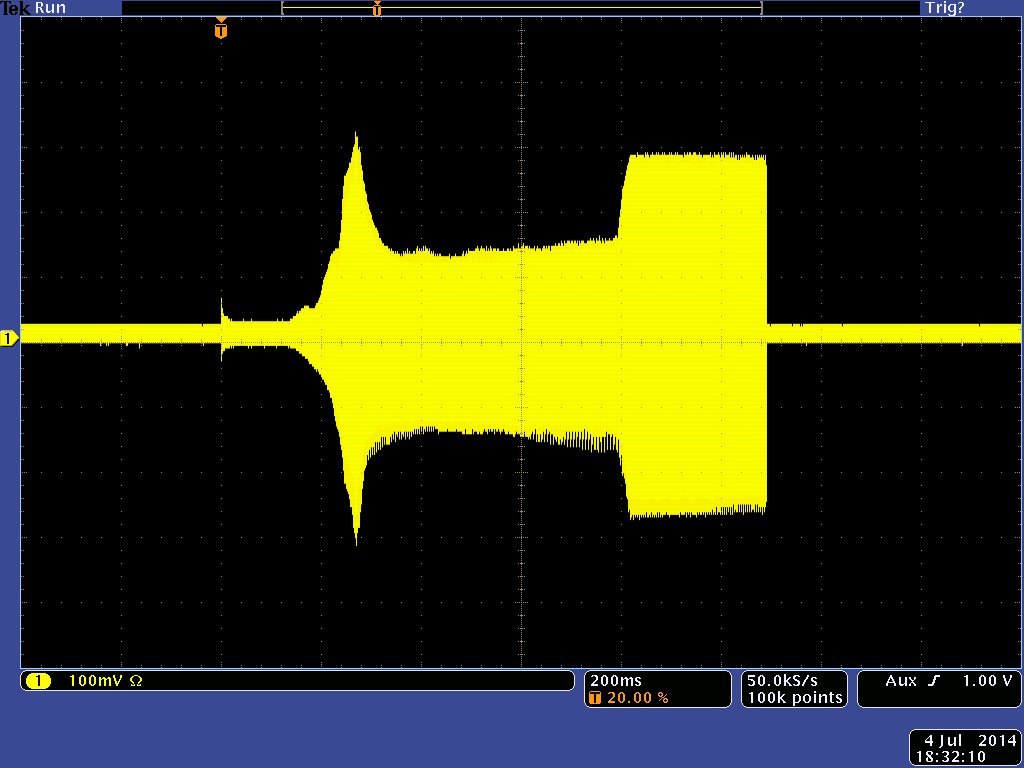 Tek Run Trig?
T
T
1
1 100mV Ω 200ms 50.0kS/s Aux 1.00 V
T 20.00 % 100k points
4 Jul 2014
18:32:10